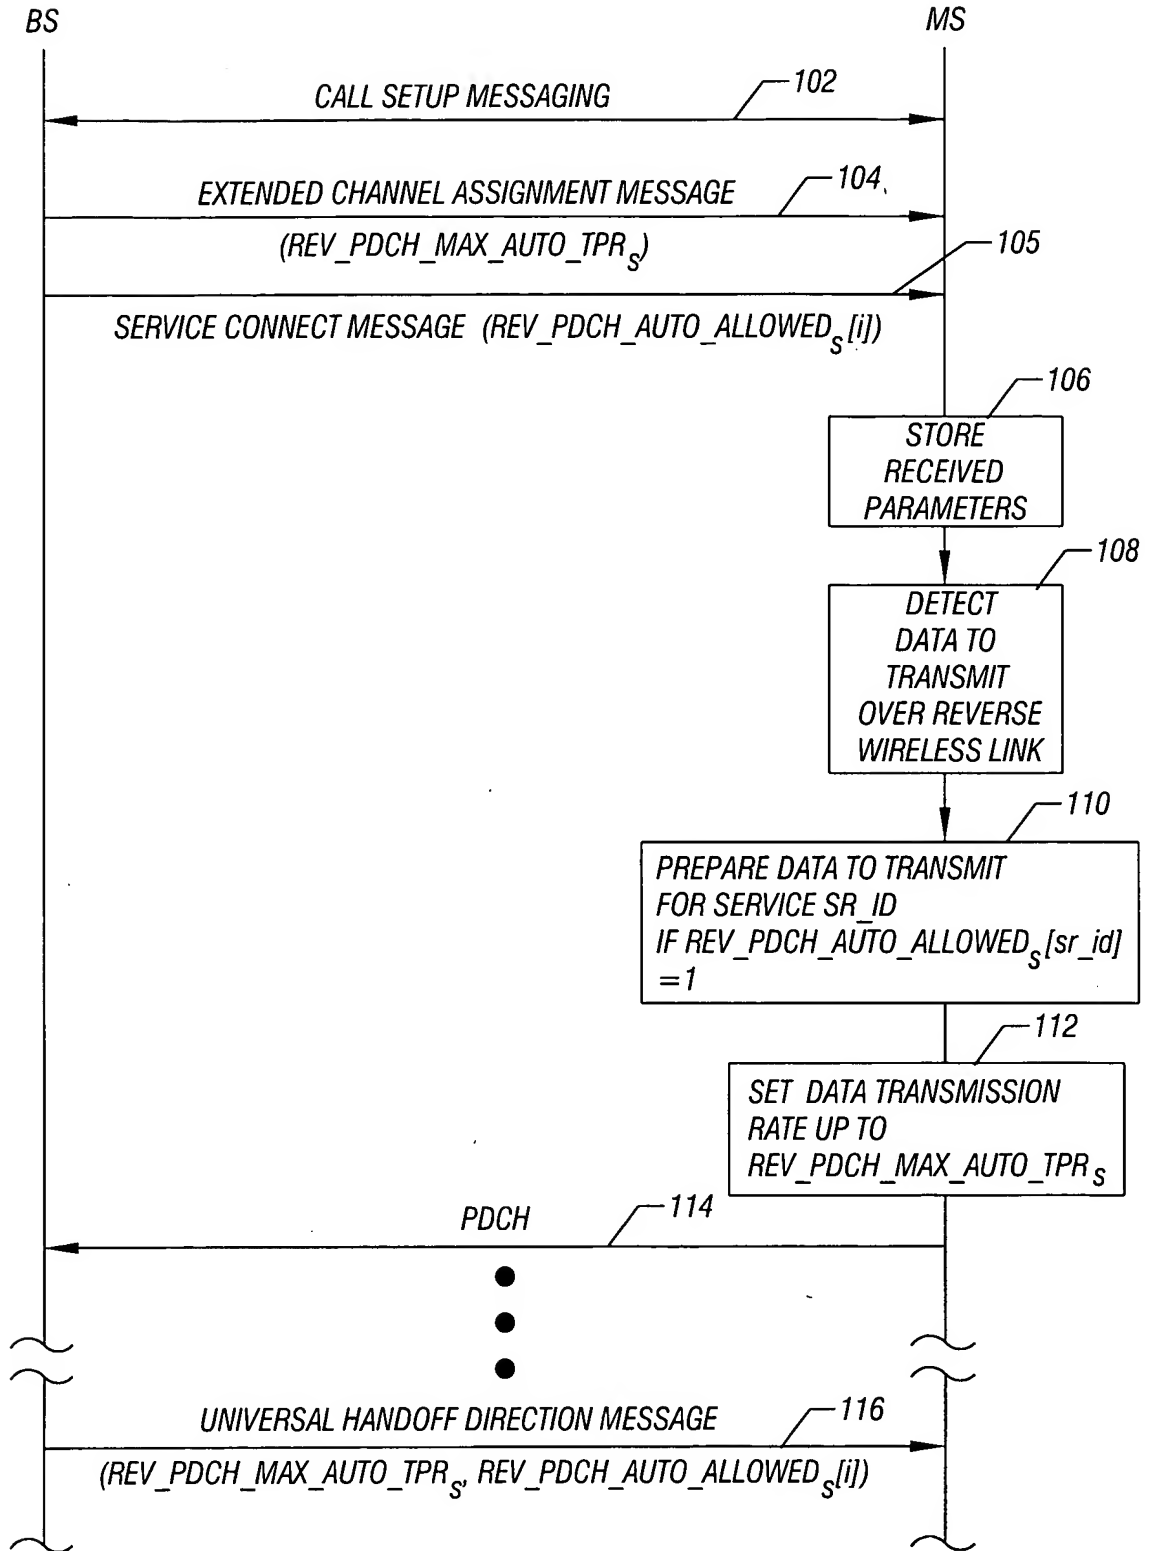 BS
MS
CALL SETUP MESSAGING
102
EXTENDED CHANNEL ASSIGNMENT MESSAGE
104
(REV_PDCH_MAX_AUTO_TPRS)
105
SERVICE CONNECT MESSAGE (REV_PDCH_AUTO_ALLOWEDS[i])
106
STORE
RECEIVED
PARAMETERS
108
DETECT
DATA TO
TRANSMIT
OVER REVERSE
WIRELESS LINK
110
PREPARE DATA TO TRANSMIT
FOR SERVICE SR_ID
IF REV_PDCH_AUTO_ALLOWEDS[sr_id]
=1
112
SET DATA TRANSMISSION
RATE UP TO
REV_PDCH_MAX_AUTO_TPRS
PDCH
114
UNIVERSAL HANDOFF DIRECTION MESSAGE
116
(REV_PDCH_MAX_AUTO_TPRS, REV_PDCH_AUTO_ALLOWEDS[i])